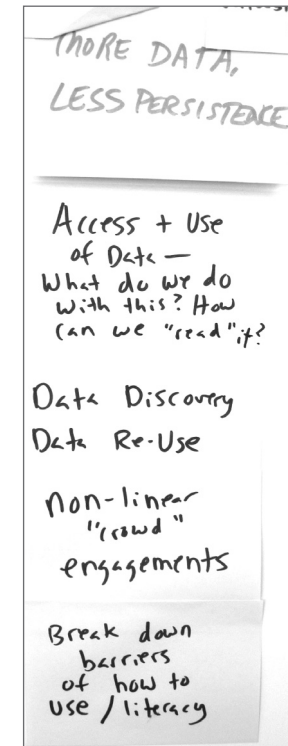 MORE DATA,
LESS PERSISTENCE
Access + Use
of Data —
What do we do
with this? How
can we "read" it?
Data Discovery
Data Re-Use
Non-linear
"crowd"
engagements
Break down
barriers
of how to
use / literacy